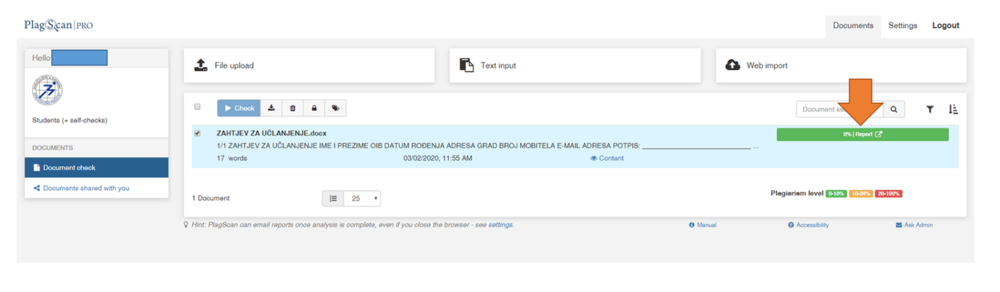 PlagScan|PRO
Documents Settings Logout
Hello
File upload
Text input
Web import
Students (+ self-checks)
DOCUMENTS
Document check
Documents shared with you
Check
Document se
ZAHTJEV ZA UČLANJENJE.docx
0% | Report
1/1 ZAHTJEV ZA UČLANJENJE IME I PREZIME OIB DATUM ROĐENJA ADRESA GRAD BROJ MOBITELA E-MAIL ADRESA POTPIS: ______________________________ ...
17 words 03/02/2020, 11:55 AM Content
1 Document 25 Plagiarism level 0-10% 10-20% 20-100%
Hint: PlagScan can email reports once analysis is complete, even if you close the browser - see settings.
Manual Accessibility Ask Admin